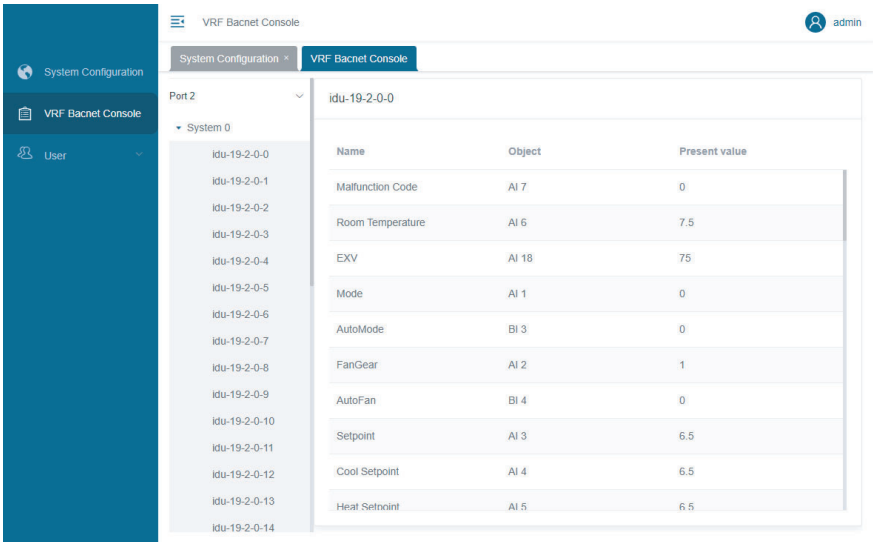 VRF Bacnet Console
admin
System Configuration ×
VRF Bacnet Console
System Configuration
VRF Bacnet Console
User
Port 2
System 0
idu-19-2-0-0
idu-19-2-0-1
idu-19-2-0-2
idu-19-2-0-3
idu-19-2-0-4
idu-19-2-0-5
idu-19-2-0-6
idu-19-2-0-7
idu-19-2-0-8
idu-19-2-0-9
idu-19-2-0-10
idu-19-2-0-11
idu-19-2-0-12
idu-19-2-0-13
idu-19-2-0-14
idu-19-2-0-0
Name Object Present value
Malfunction Code AI 7 0
Room Temperature AI 6 7.5
EXV AI 18 75
Mode AI 1 0
AutoMode BI 3 0
FanGear AI 2 1
AutoFan BI 4 0
Setpoint AI 3 6.5
Cool Setpoint AI 4 6.5
Heat Setpoint AI 5 6.5